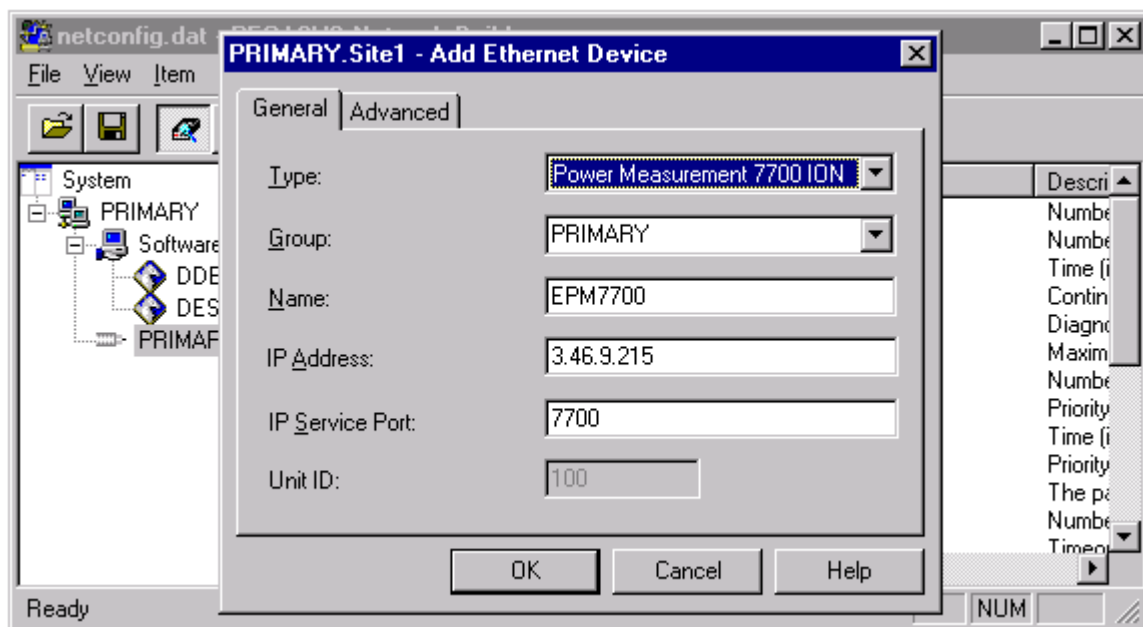 netconfig.dat -
PRIMARY.Site1 - Add Ethernet Device
File View Item
General Advanced
Type: Power Measurement 7700 ION
Group: PRIMARY
Name: EPM7700
IP Address: 3.46.9.215
IP Service Port: 7700
Unit ID: 100
OK Cancel Help
System
PRIMARY
Software
DDE
DES
PRIMAR
Descri
Numbe
Numbe
Time (i
Contin
Diagno
Maxim
Numbe
Priority
Time (i
Priority
The pa
Numbe
Timeou
Ready NUM